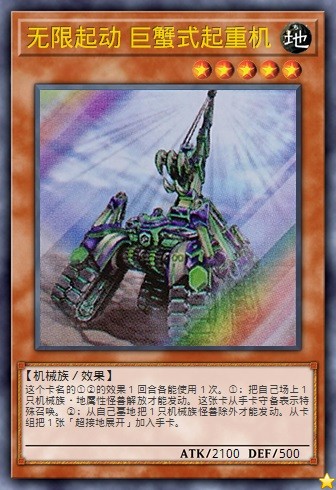 无限起动 巨蟹式起重机
地
【机械族／效果】
这个卡名的①②的效果1回合各能使用1次。①：把自己场上1
只机械族·地属性怪兽解放才能发动。这张卡从手卡守备表示特
殊召唤。②：从自己墓地把1只机械族怪兽除外才能发动。从卡
组把1张「超接地展开」加入手卡。
ATK/2100 DEF/500